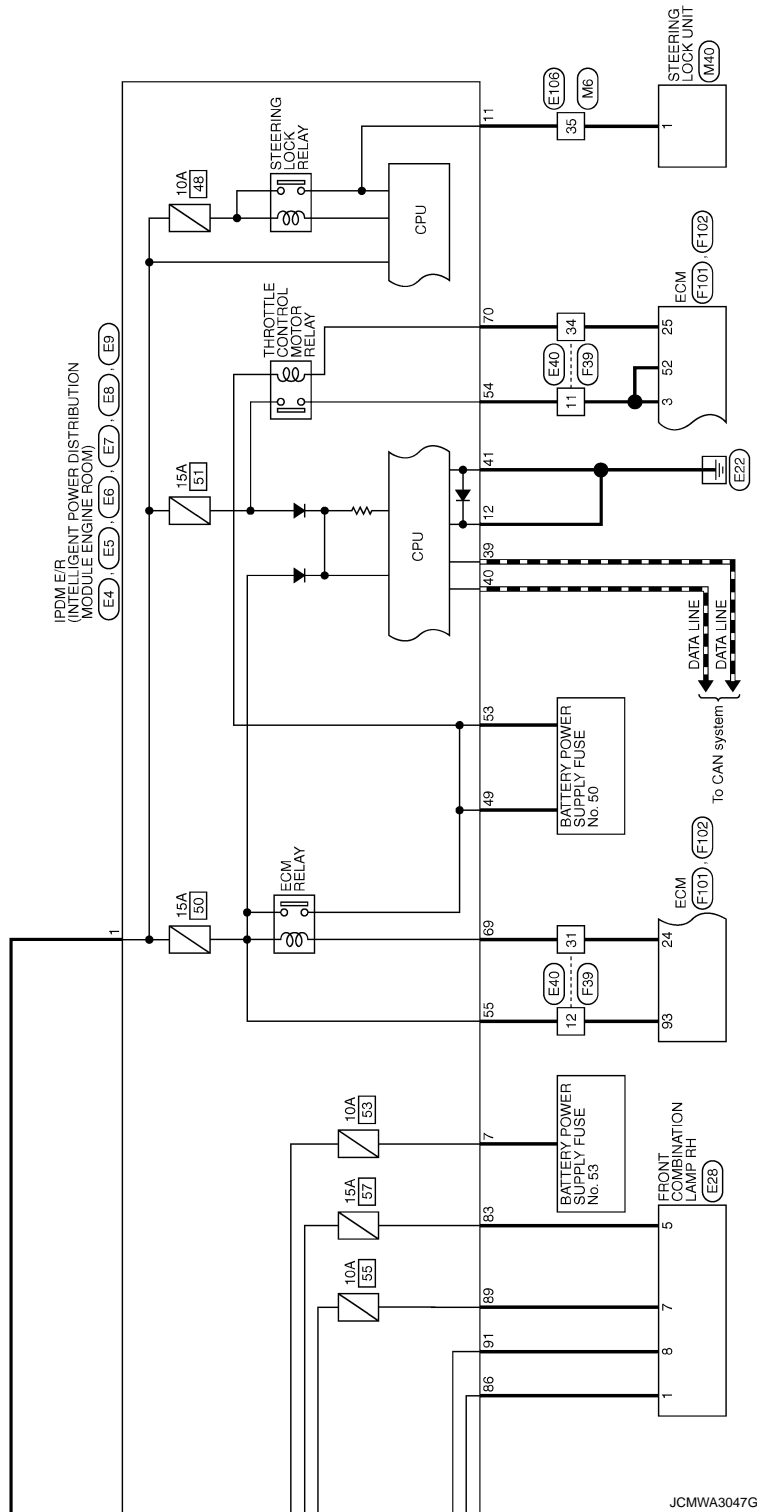 IPDM E/R
(INTELLIGENT POWER DISTRIBUTION
MODULE ENGINE ROOM)
E4 , E5 , E6 , E7 , E8 , E9
1
10A
55
15A
57
10A
53
15A
50
15A
51
10A
48
ECM
RELAY
THROTTLE
CONTROL
MOTOR
RELAY
STEERING
LOCK
RELAY
CPU
CPU
86
91
89
83
7
55
69
49
53
40
39
12
41
54
70
11
E40
F39
12
31
E40
F39
11
34
E106
M6
35
BATTERY POWER
SUPPLY FUSE
No. 53
BATTERY POWER
SUPPLY FUSE
No. 50
DATA LINE
DATA LINE
To CAN system
E22
1
8
7
5
FRONT
COMBINATION
LAMP RH
E28
93
24
ECM
F101 , F102
3
52
25
ECM
F101 , F102
1
STEERING
LOCK UNIT
M40
JCMWA3047G